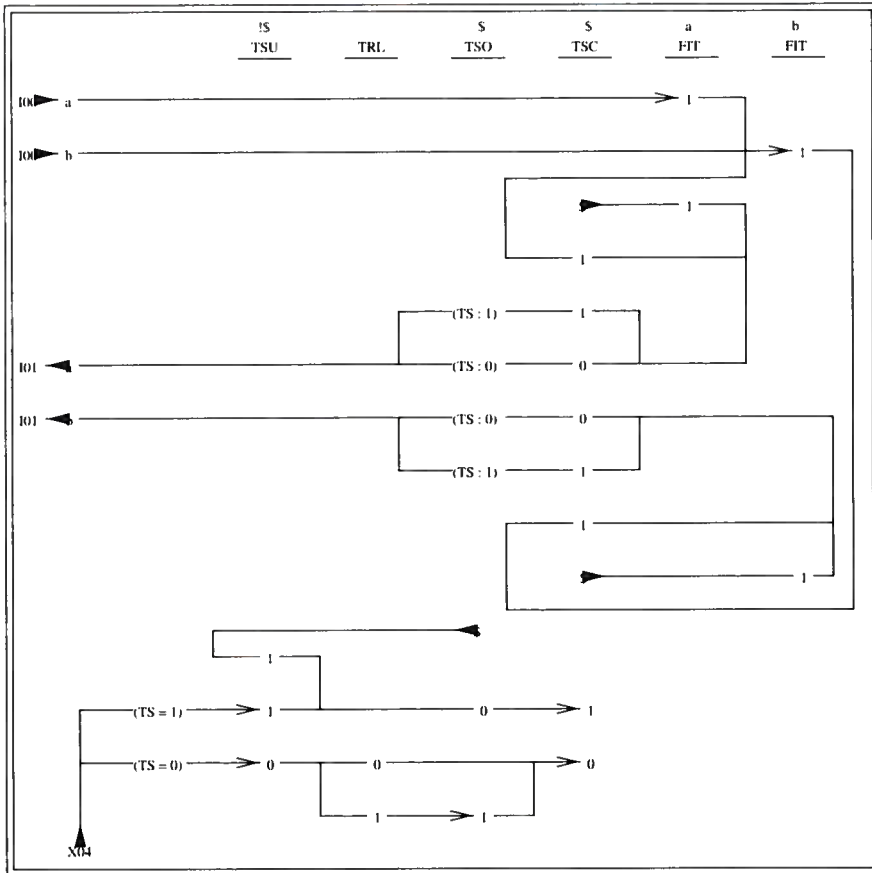 !$ $ $ a b
TSU TRL TSO TSC FIT FIT
I00 a 1
I00 b 1
1
1
(TS : 1) 1
I01 (TS : 0) 0
I01 (TS : 0) 0
(TS : 1) 1
1
1
1
(TS = 1) 1 0 1
(TS = 0) 0 0 0
1 1
X04